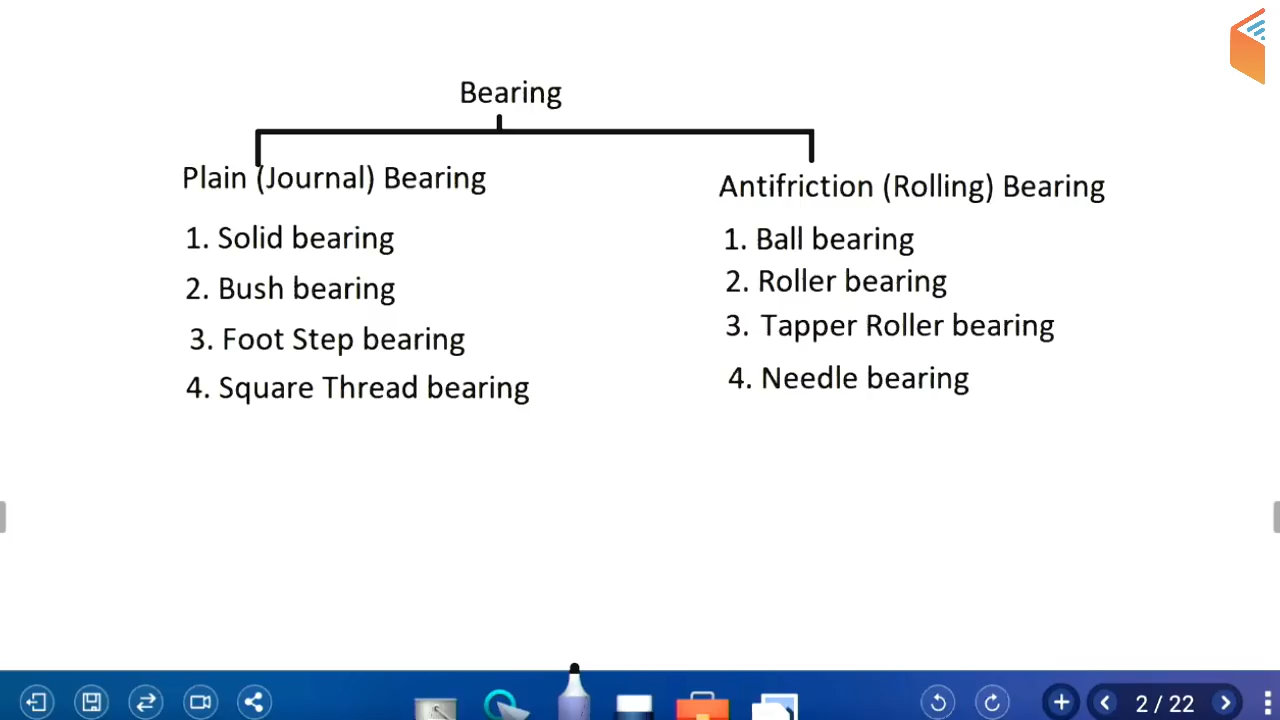 Bearing
Plain (Journal) Bearing
1. Solid bearing
2. Bush bearing
3. Foot Step bearing
4. Square Thread bearing
Antifriction (Rolling) Bearing
1. Ball bearing
2. Roller bearing
3. Tapper Roller bearing
4. Needle bearing
2 / 22